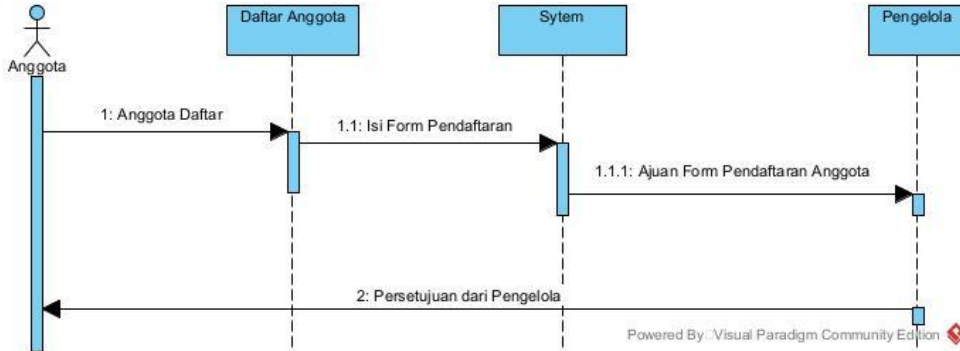 Daftar Anggota
Sytem
Pengelola
Anggota
1: Anggota Daftar
1.1: Isi Form Pendaftaran
1.1.1: Ajuan Form Pendaftaran Anggota
2: Persetujuan dari Pengelola
Powered By Visual Paradigm Community Edition